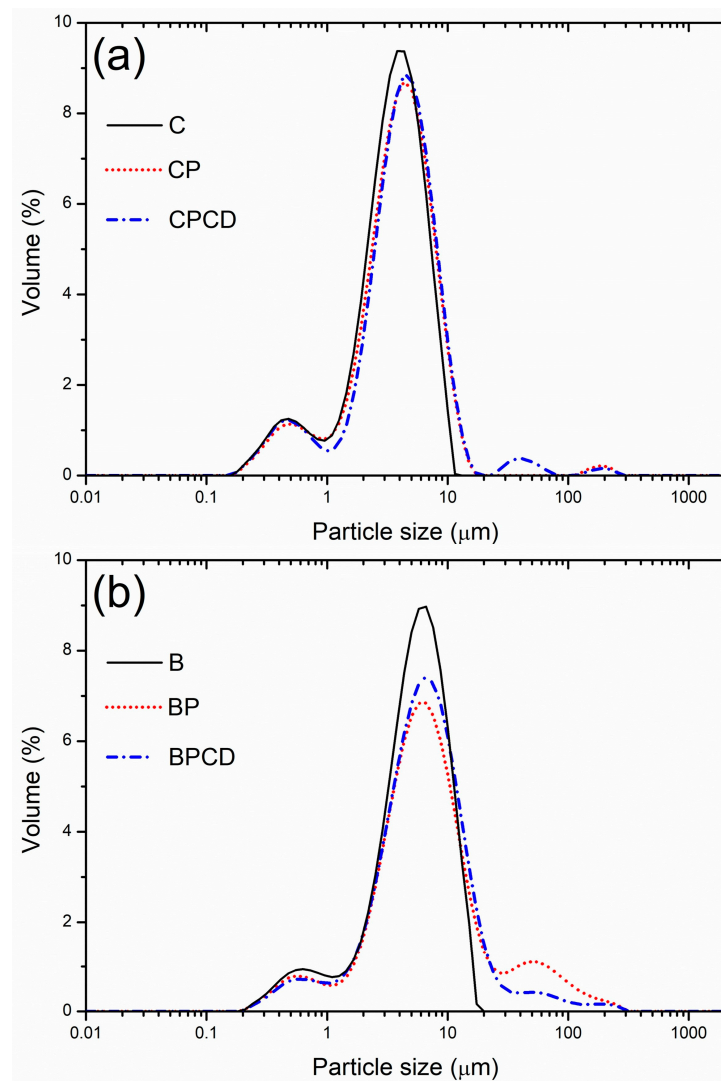 (a)
10
8
6
4
2
0
Volume (%)
C
CP
CPCD
0.01 0.1 1 10 100 1000
Particle size (μm)
(b)
10
8
6
4
2
0
Volume (%)
B
BP
BPCD
0.01 0.1 1 10 100 1000
Particle size (μm)